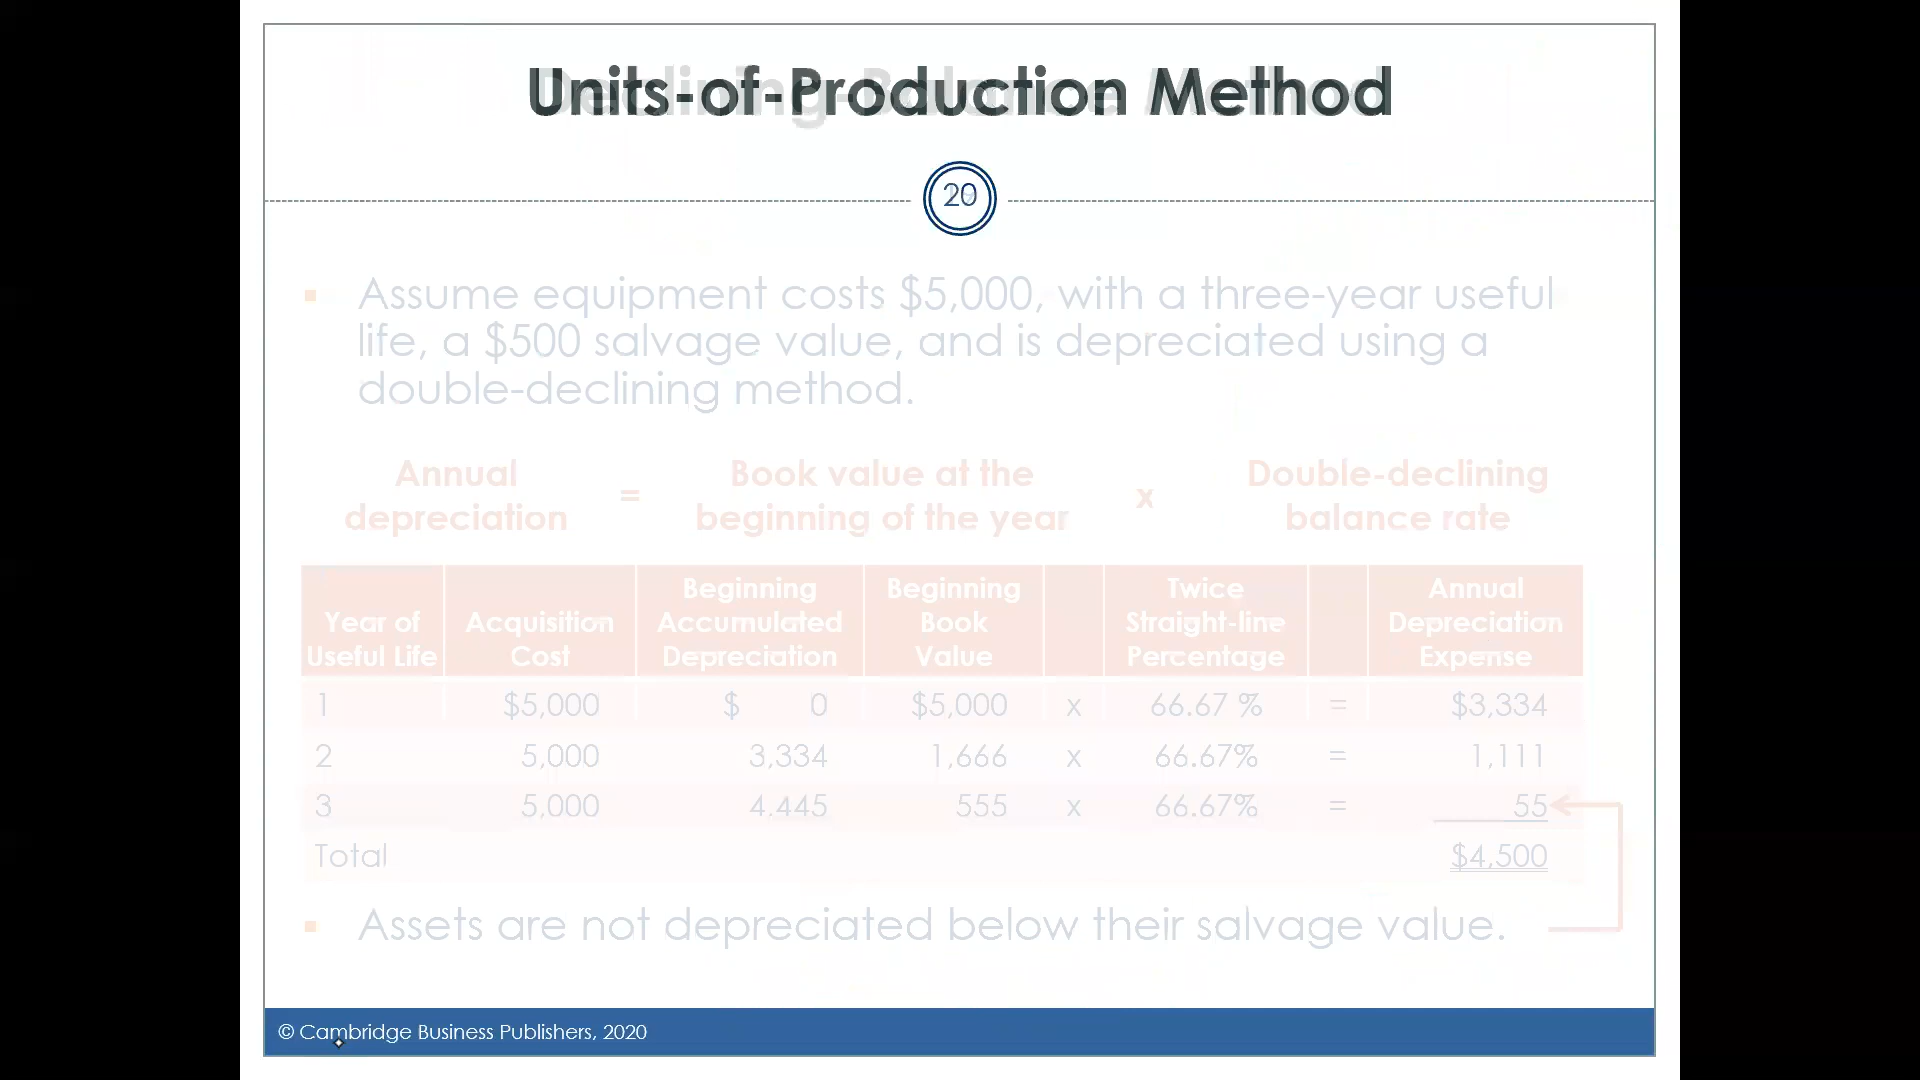 Units-of-Production Method
Declining-Balance Method
20
Assume equipment costs $5,000, with a three-year useful
life, a $500 salvage value, and is depreciated using a
double-declining method.
Annual depreciation = Book value at the beginning of the year x Double-declining balance rate
Year of Useful Life Acquisition Cost Beginning Accumulated Depreciation Beginning Book Value Twice Straight-line Percentage Annual Depreciation Expense
1 $5,000 $ 0 $5,000 x 66.67 % = $3,334
2 5,000 3,334 1,666 x 66.67% = 1,111
3 5,000 4.445 555 x 66.67% = 55
Total $4,500
Assets are not depreciated below their salvage value.
© Cambridge Business Publishers, 2020